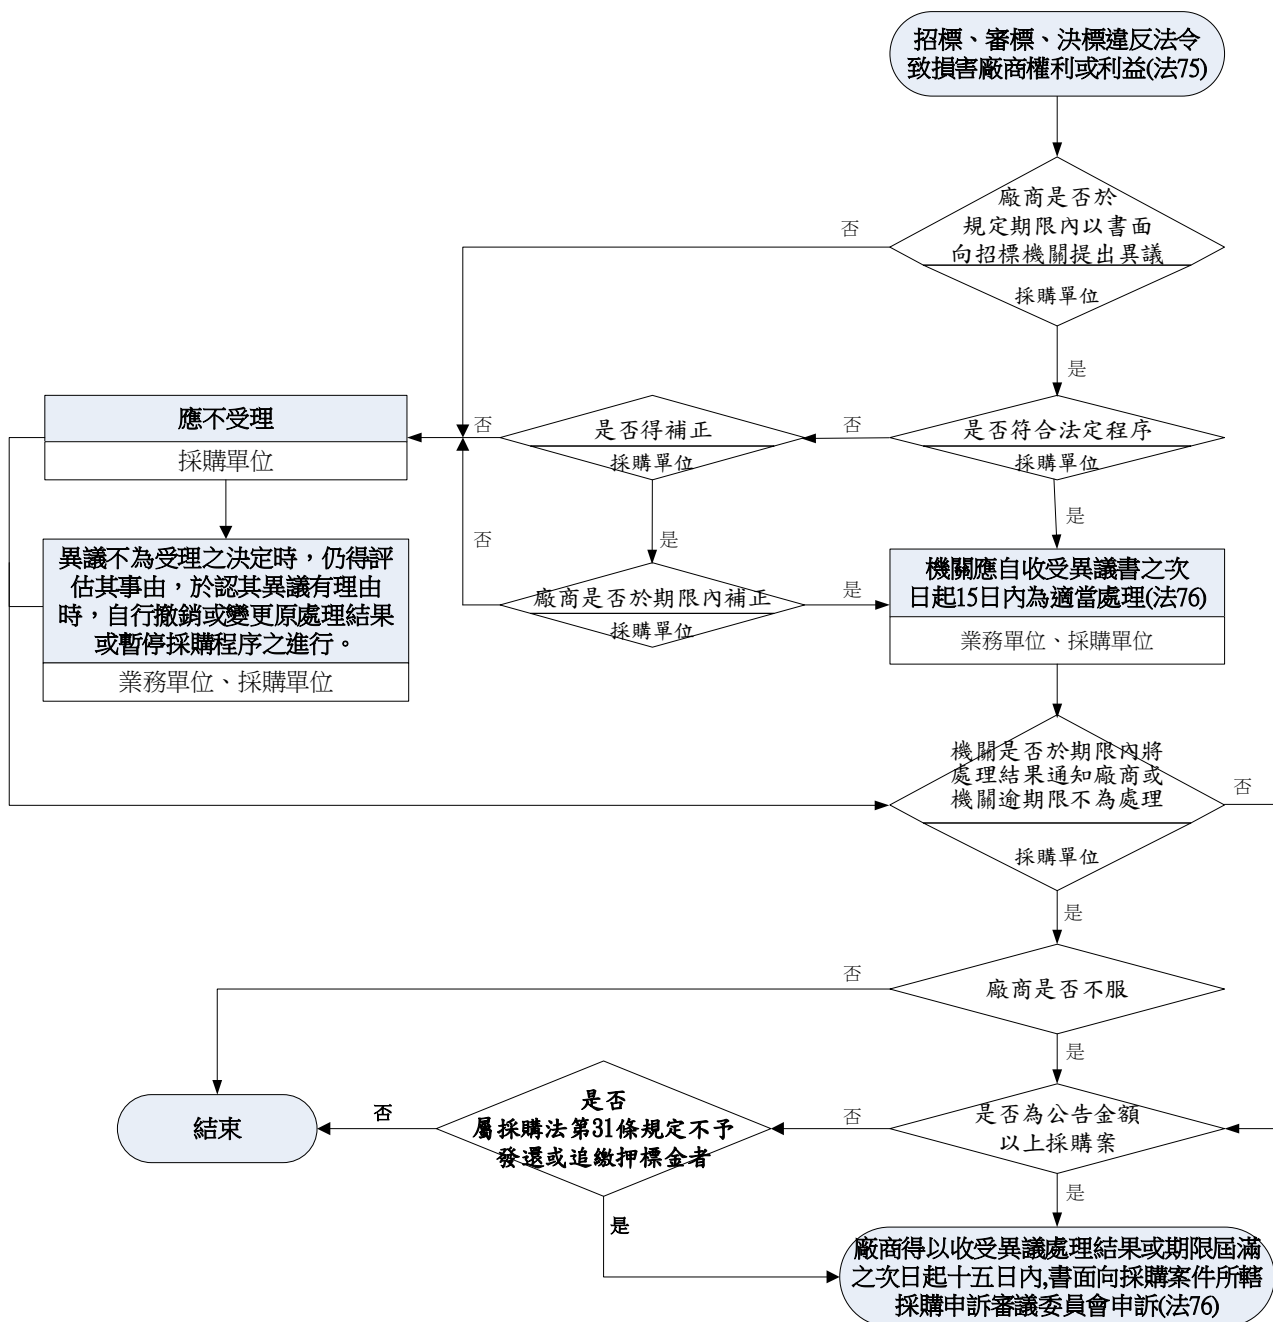 招標、審標、決標違反法令
致損害廠商權利或利益(法75)
廠商是否於
規定期限內以書面
向招標機關提出異議
採購單位
否
是
是否符合法定程序
採購單位
否
是
是否得補正
採購單位
否
是
應不受理
採購單位
異議不為受理之決定時，仍得評
估其事由，於認其異議有理由
時，自行撤銷或變更原處理結果
或暫停採購程序之進行。
業務單位、採購單位
廠商是否於期限內補正
採購單位
否
是
機關應自收受異議書之次
日起15日內為適當處理(法76)
業務單位、採購單位
機關是否於期限內將
處理結果通知廠商或
機關逾期限不為處理
採購單位
否
是
廠商是否不服
否
是
是否為公告金額
以上採購案
否
是
是否
屬採購法第31條規定不予
發還或追繳押標金者
否
是
結束
廠商得以收受異議處理結果或期限屆滿
之次日起十五日內,書面向採購案件所轄
採購申訴審議委員會申訴(法76)